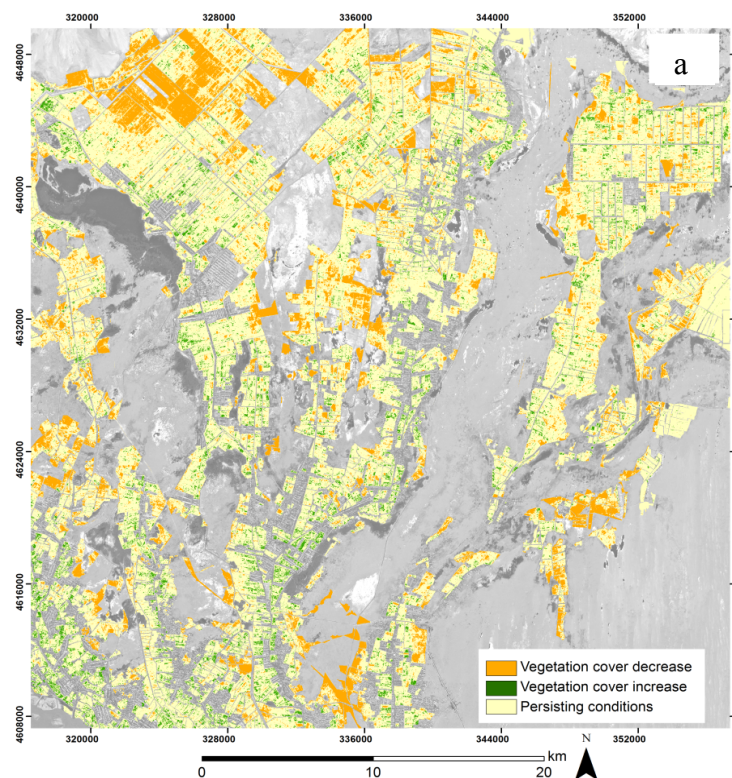 320000 328000 336000 344000 352000
a
4648000
4640000
4632000
4624000
4616000
4608000
Vegetation cover decrease
Vegetation cover increase
Persisting conditions
320000 328000 336000 344000 352000
km
N
0 10 20